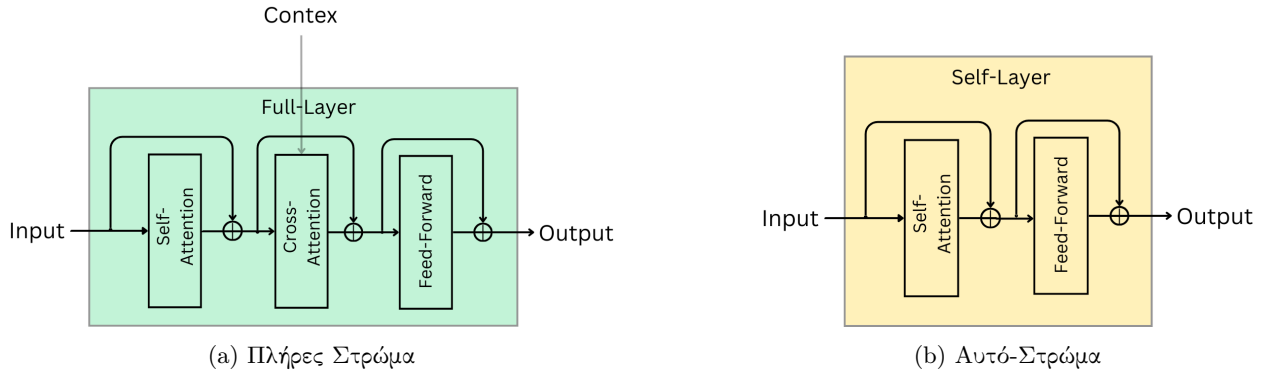 Contex
Full-Layer
Input
Self-
Attention
Cross-
Attention
Feed-Forward
Output
(a) Πλήρες Στρώμα
Self-Layer
Input
Self-
Attention
Feed-Forward
Output
(b) Αυτό-Στρώμα